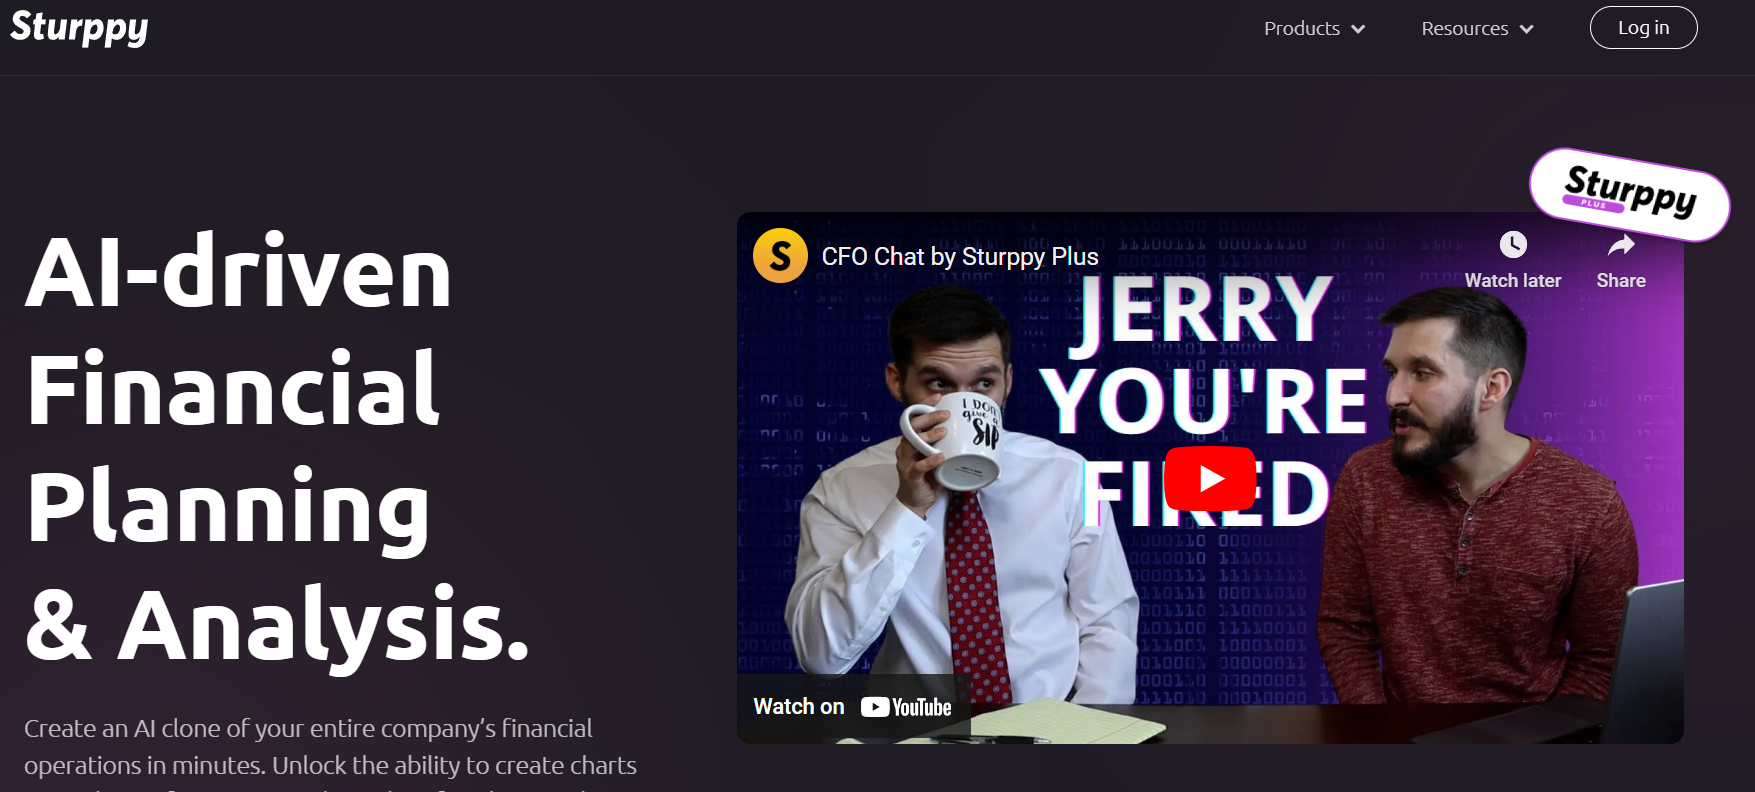 Sturppy
Products
Resources
Log in
AI-driven
Financial
Planning
& Analysis.
Create an AI clone of your entire company’s financial
operations in minutes. Unlock the ability to create charts
Sturppy
PLUS
S
CFO Chat by Sturppy Plus
Watch later
Share
JERRY
YOU'RE
FIRED
I DON'T
give a
SIP
Watch on YouTube